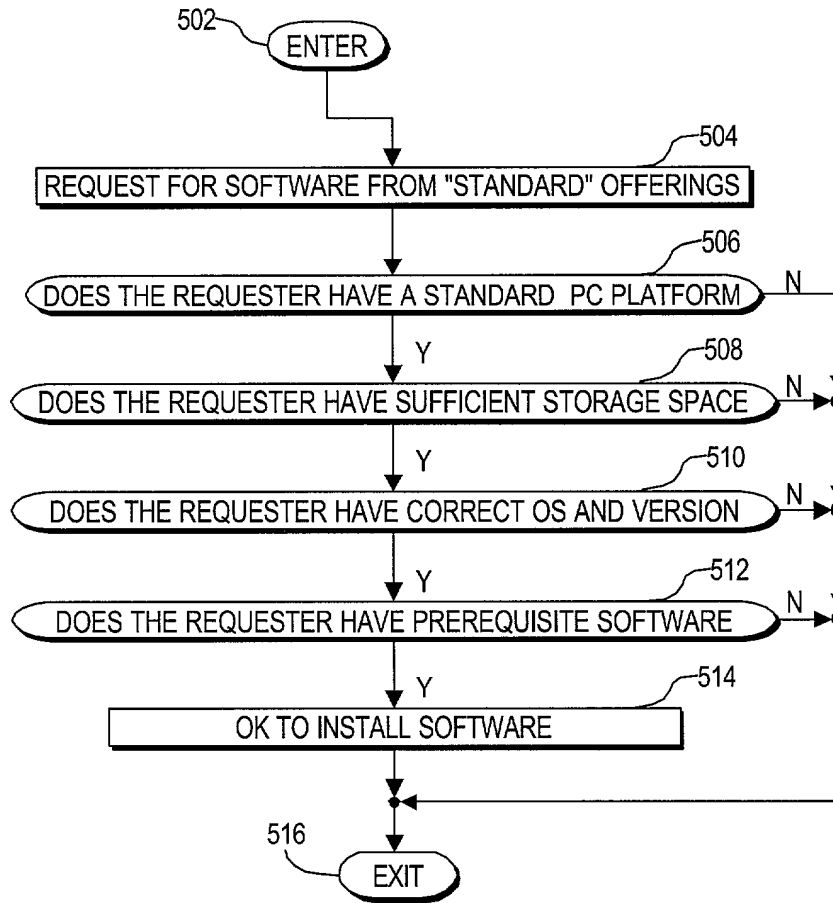 502
ENTER
504
REQUEST FOR SOFTWARE FROM "STANDARD" OFFERINGS
506
DOES THE REQUESTER HAVE A STANDARD PC PLATFORM
N
Y
508
DOES THE REQUESTER HAVE SUFFICIENT STORAGE SPACE
N
Y
510
DOES THE REQUESTER HAVE CORRECT OS AND VERSION
N
Y
512
DOES THE REQUESTER HAVE PREREQUISITE SOFTWARE
N
Y
514
OK TO INSTALL SOFTWARE
516
EXIT